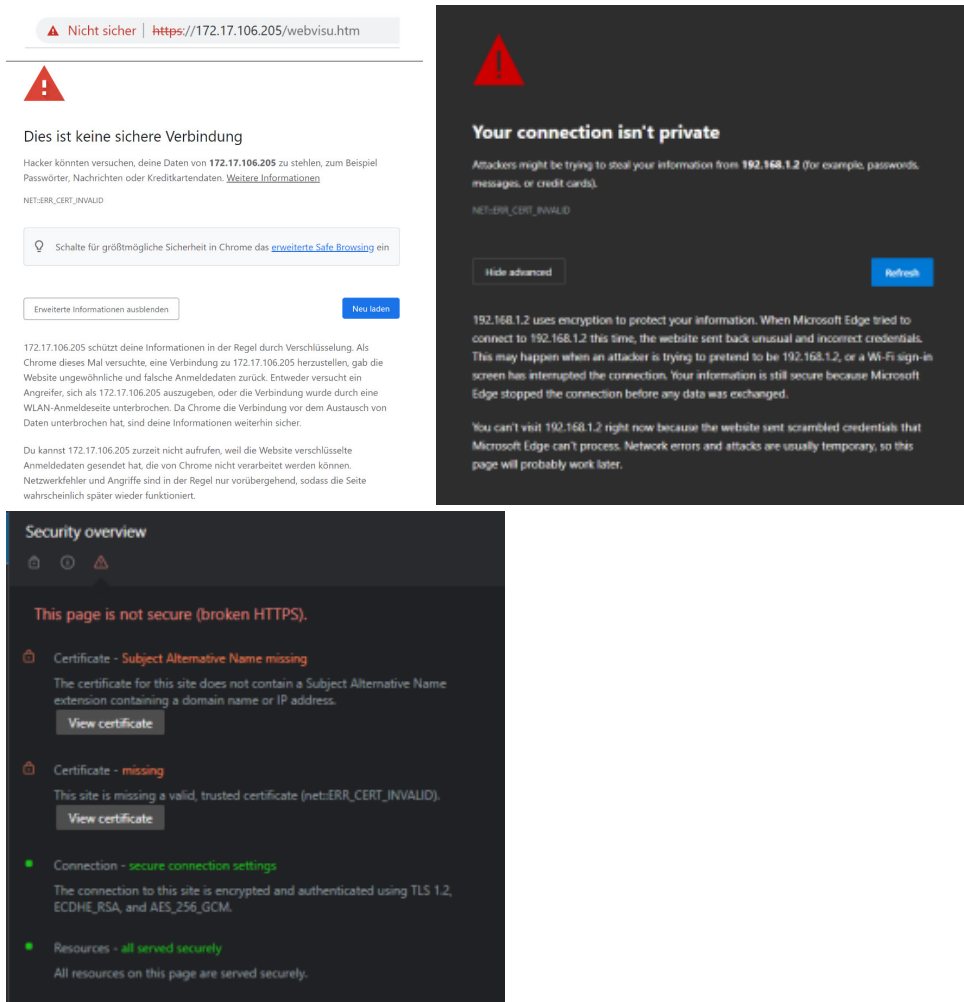 Nicht sicher | https://172.17.106.205/webvisu.htm
Dies ist keine sichere Verbindung
Hacker könnten versuchen, deine Daten von 172.17.106.205 zu stehlen, zum Beispiel
Passwörter, Nachrichten oder Kreditkartendaten. Weitere Informationen
NET::ERR_CERT_INVALID
Schalte für größtmögliche Sicherheit in Chrome das erweiterte Safe Browsing ein
Erweiterte Informationen ausblenden
Neu laden
172.17.106.205 schützt deine Informationen in der Regel durch Verschlüsselung. Als
Chrome dieses Mal versuchte, eine Verbindung zu 172.17.106.205 herzustellen, gab die
Website ungewöhnliche und falsche Anmeldedaten zurück. Entweder versucht ein
Angreifer, sich als 172.17.106.205 auszugeben, oder die Verbindung wurde durch eine
WLAN-Anmeldeseite unterbrochen. Da Chrome die Verbindung vor dem Austausch von
Daten unterbrochen hat, sind deine Informationen weiterhin sicher.
Du kannst 172.17.106.205 zurzeit nicht aufrufen, weil die Website verschlüsselte
Anmeldedaten gesendet hat, die von Chrome nicht verarbeitet werden können.
Netzwerkfehler und Angriffe sind in der Regel nur vorübergehend, sodass die Seite
wahrscheinlich später wieder funktioniert.
Your connection isn't private
Attackers might be trying to steal your information from 192.168.1.2 (for example, passwords,
messages, or credit cards).
NET::ERR_CERT_INVALID
Hide advanced
Refresh
192.168.1.2 uses encryption to protect your information. When Microsoft Edge tried to
connect to 192.168.1.2 this time, the website sent back unusual and incorrect credentials.
This may happen when an attacker is trying to pretend to be 192.168.1.2, or a Wi-Fi sign-in
screen has interrupted the connection. Your information is still secure because Microsoft
Edge stopped the connection before any data was exchanged.
You can't visit 192.168.1.2 right now because the website sent scrambled credentials that
Microsoft Edge can't process. Network errors and attacks are usually temporary, so this
page will probably work later.
Security overview
This page is not secure (broken HTTPS).
Certificate - Subject Alternative Name missing
The certificate for this site does not contain a Subject Alternative Name
extension containing a domain name or IP address.
View certificate
Certificate - missing
This site is missing a valid, trusted certificate (net::ERR_CERT_INVALID).
View certificate
Connection - secure connection settings
The connection to this site is encrypted and authenticated using TLS 1.2,
ECDHE_RSA, and AES_256_GCM.
Resources - all served securely
All resources on this page are served securely.